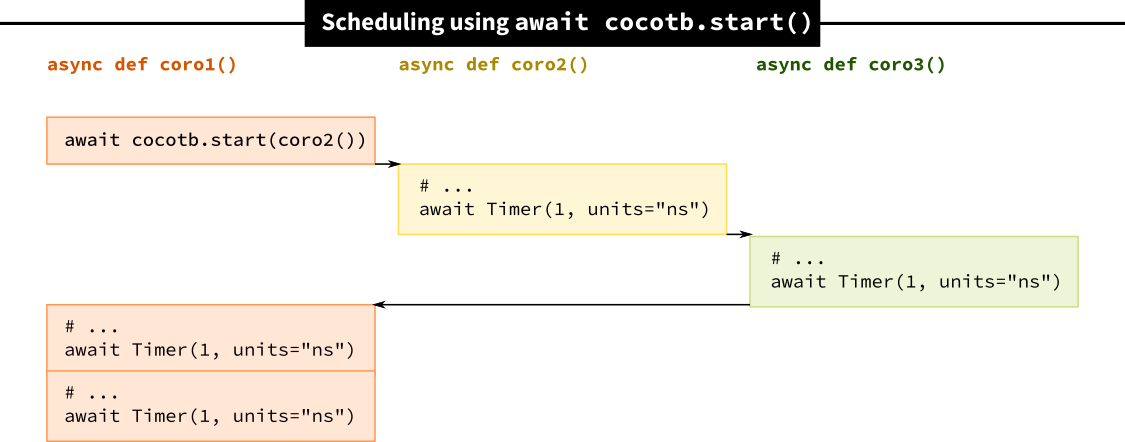 Scheduling using await cocotb.start()
async def coro1()
async def coro2()
async def coro3()
await cocotb.start(coro2())
# ...
await Timer(1, units="ns")
# ...
await Timer(1, units="ns")
# ...
await Timer(1, units="ns")
# ...
await Timer(1, units="ns")